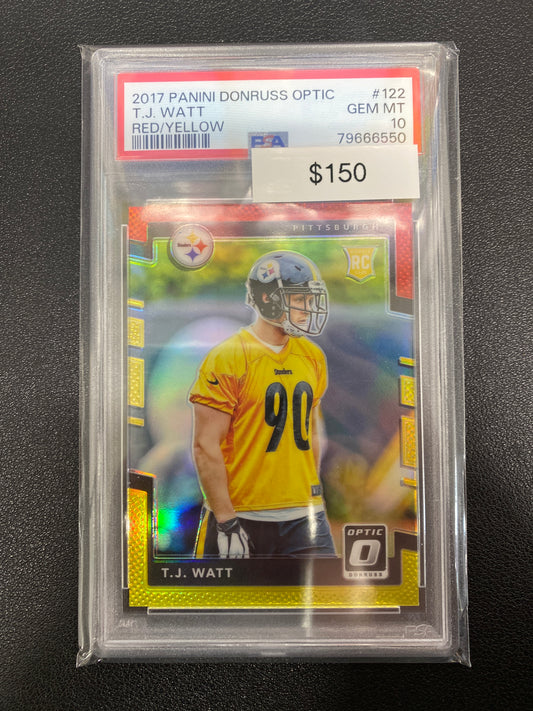 2017 PANINI DONRUSS OPTIC #122
T.J. WATT GEM MT
RED/YELLOW 10
79666550
$150
PITTSBURGH
Steelers
RC
Steelers
90
OPTIC
O
DONRUSS
T.J. WATT